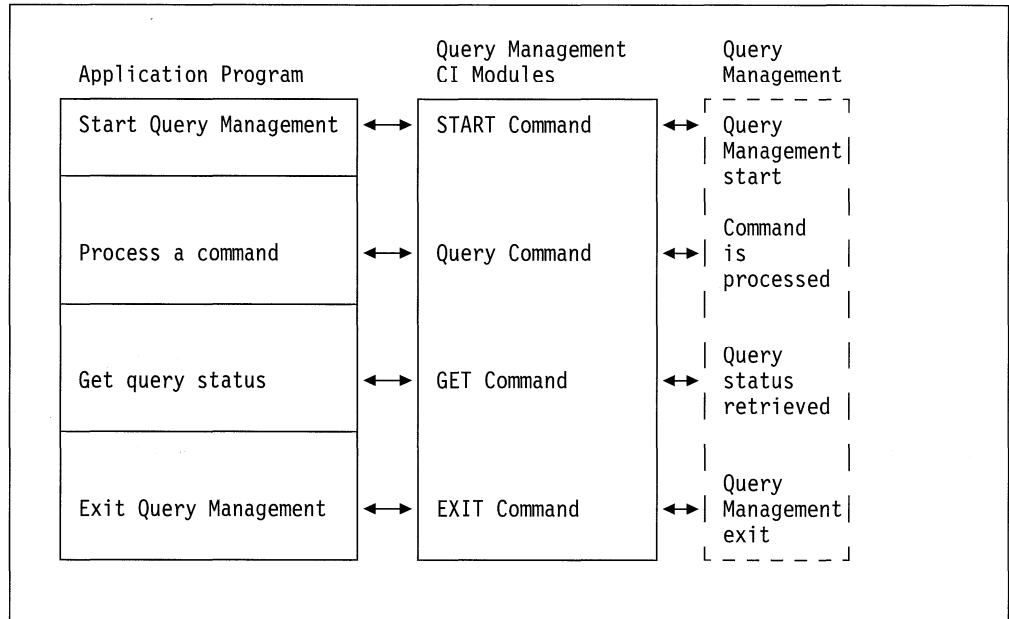 Query Management Query
Application Program CI Modules Management
Start Query Management START Command Query
Management
start
Process a command Query Command Command
is
processed
Get query status GET Command Query
status
retrieved
Exit Query Management EXIT Command Query
Management
exit